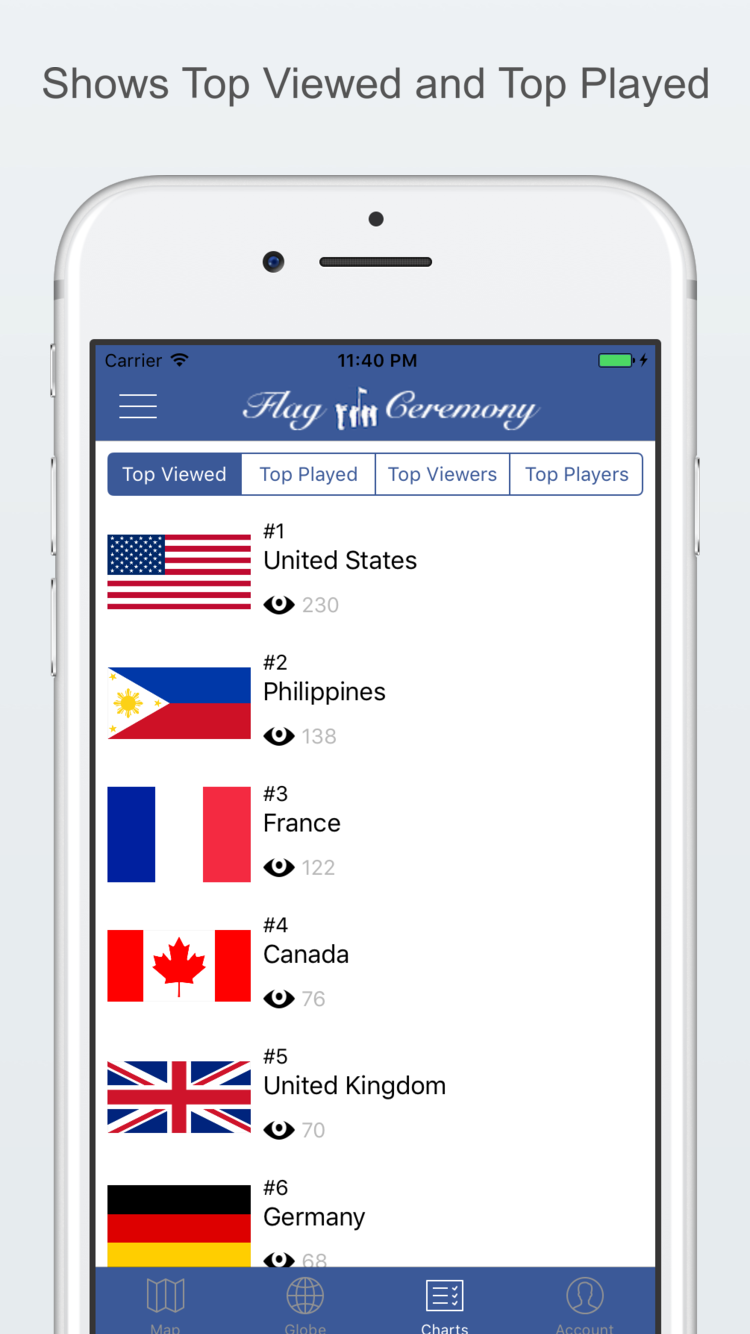 Shows Top Viewed and Top Played
Carrier 11:40 PM
Flag Ceremony
Top Viewed Top Played Top Viewers Top Players
#1
United States
230
#2
Philippines
138
#3
France
122
#4
Canada
76
#5
United Kingdom
70
#6
Germany
68
Map Globe Charts Account